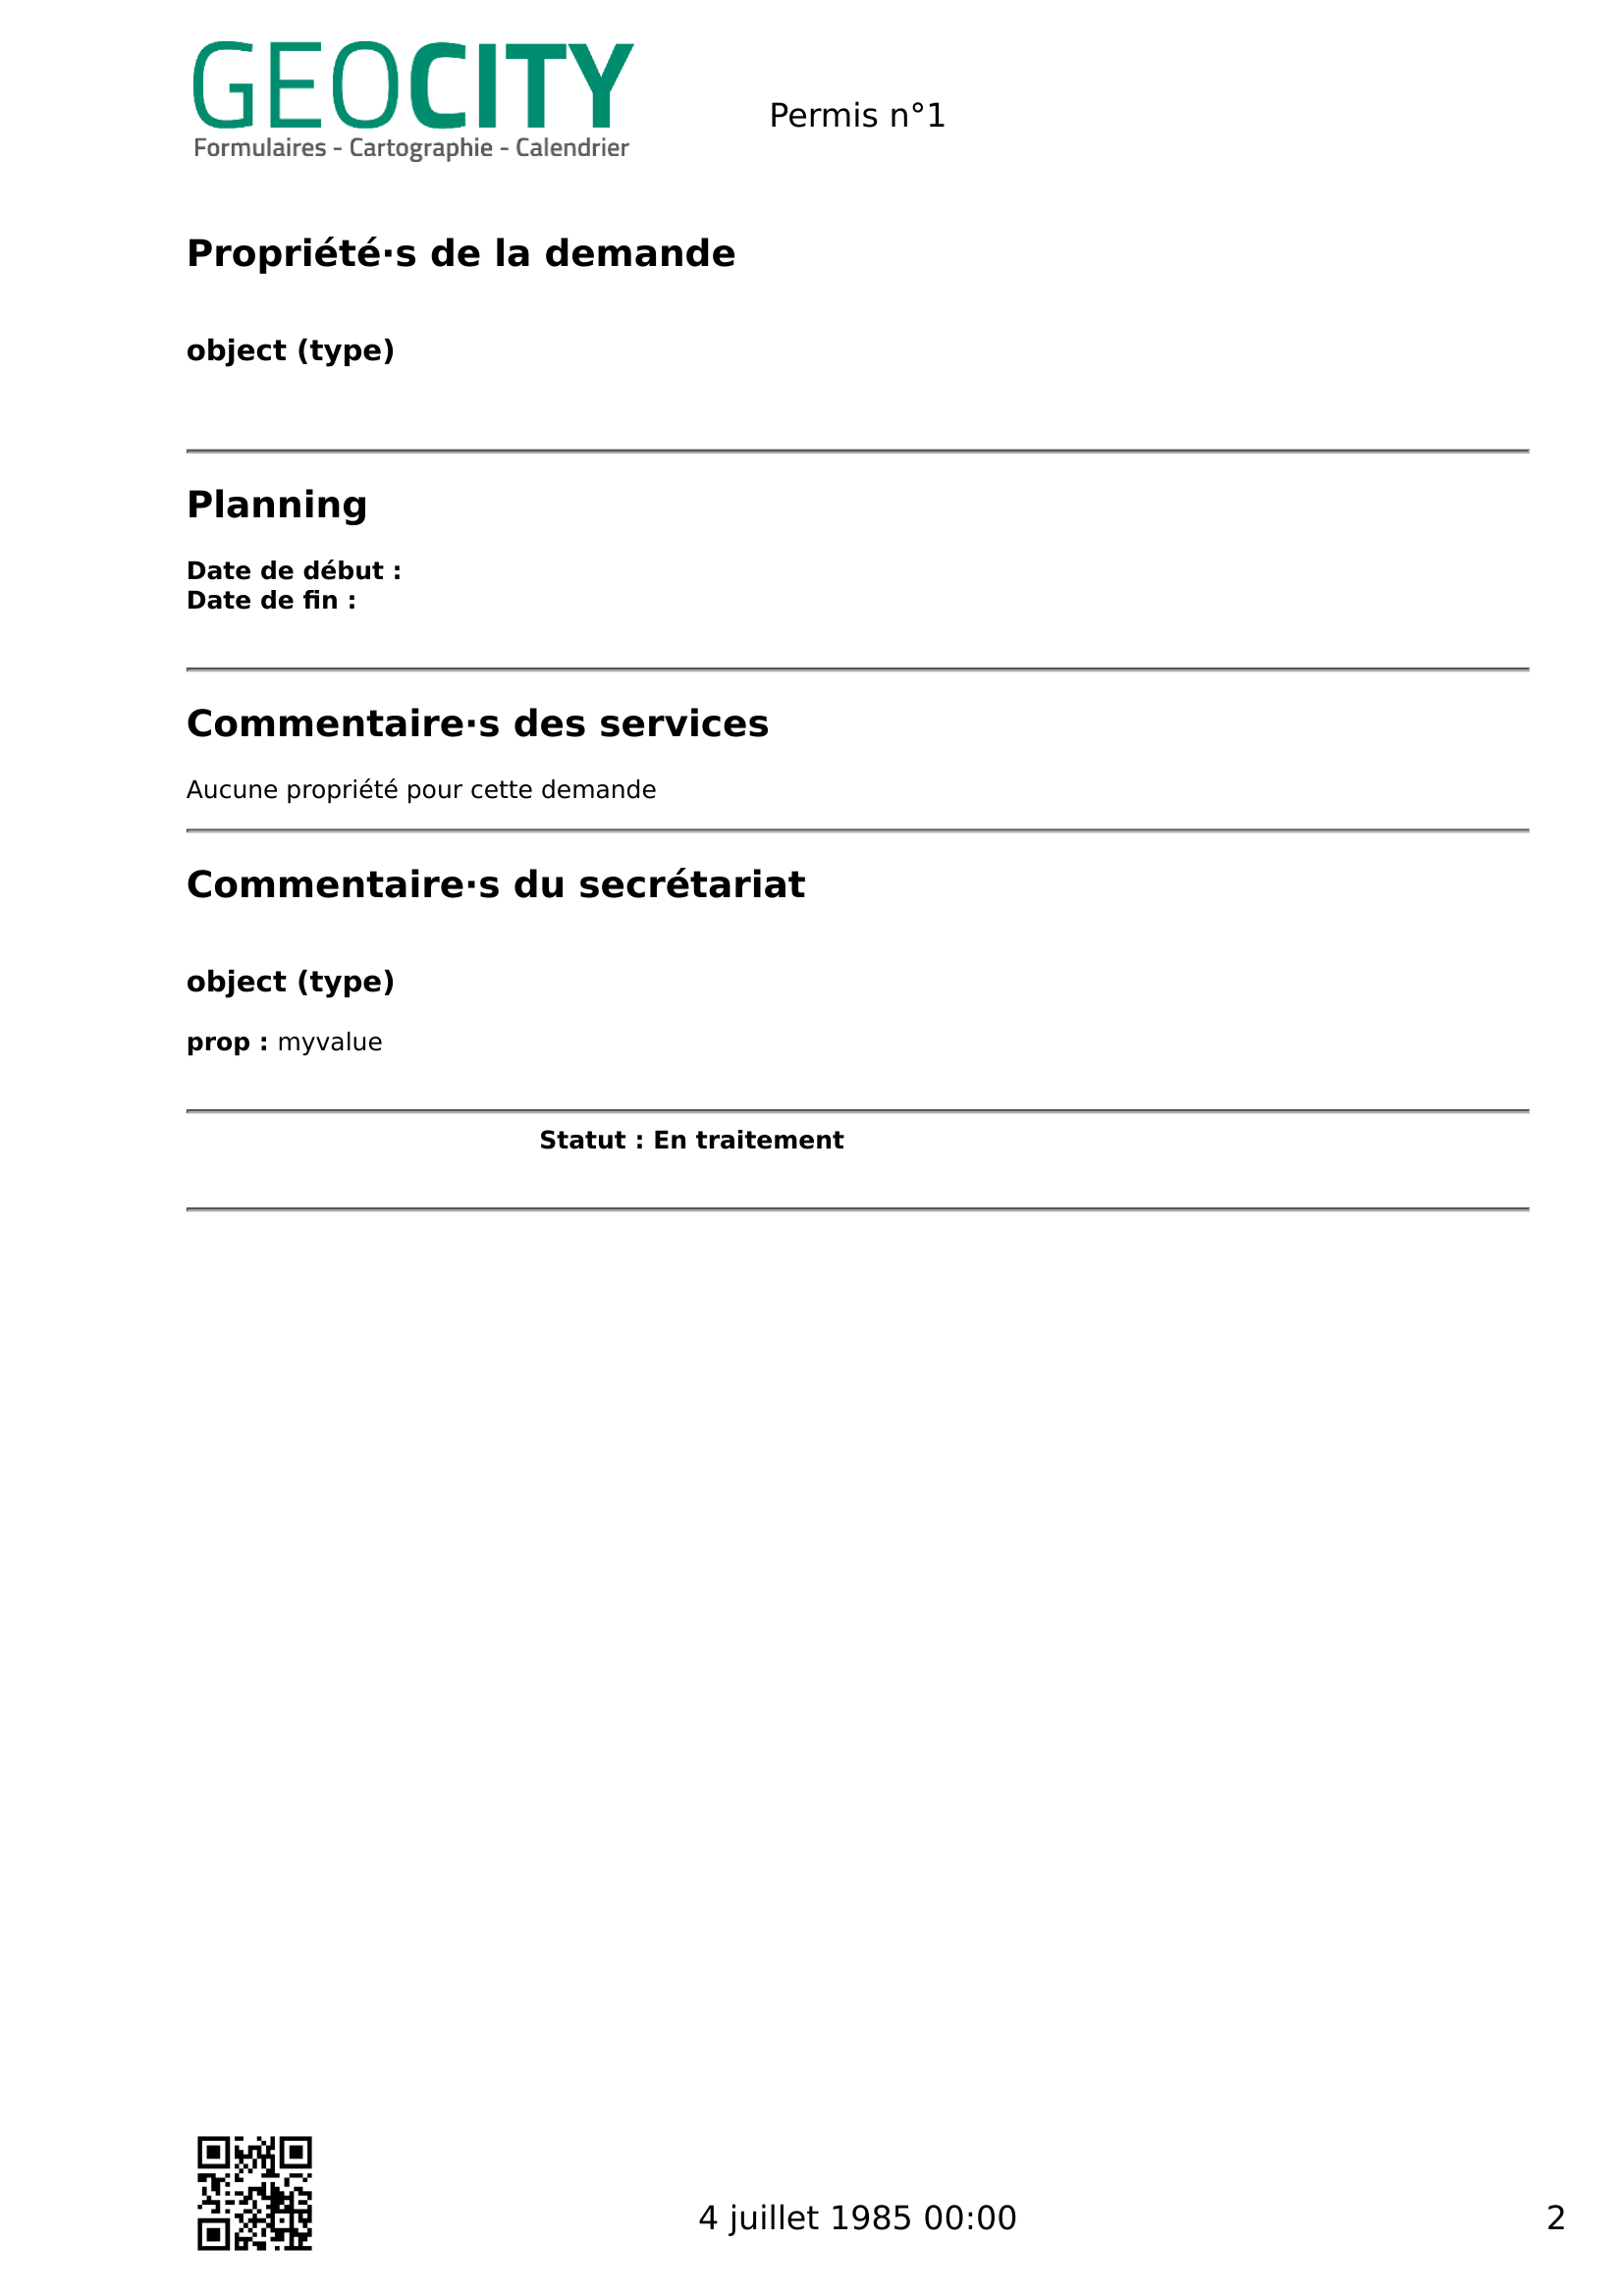 GEOCITY
Formulaires - Cartographie - Calendrier
Permis n°1
Propriété·s de la demande
object (type)
Planning
Date de début :
Date de fin :
Commentaire·s des services
Aucune propriété pour cette demande
Commentaire·s du secrétariat
object (type)
prop : myvalue
Statut : En traitement
4 juillet 1985 00:00
2